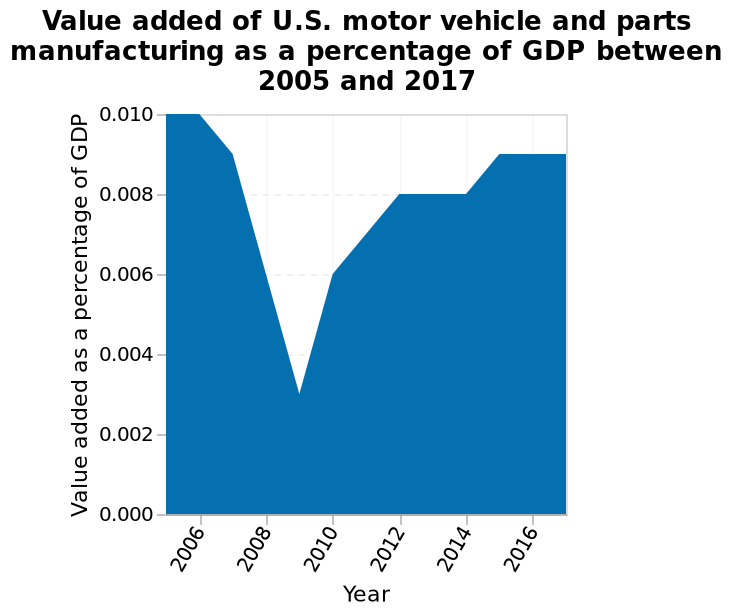 Value added of U.S. motor vehicle and parts
manufacturing as a percentage of GDP between
2005 and 2017
Value added as a percentage of GDP
0.010
0.008
0.006
0.004
0.002
0.000
2006
2008
2010
2012
2014
2016
Year